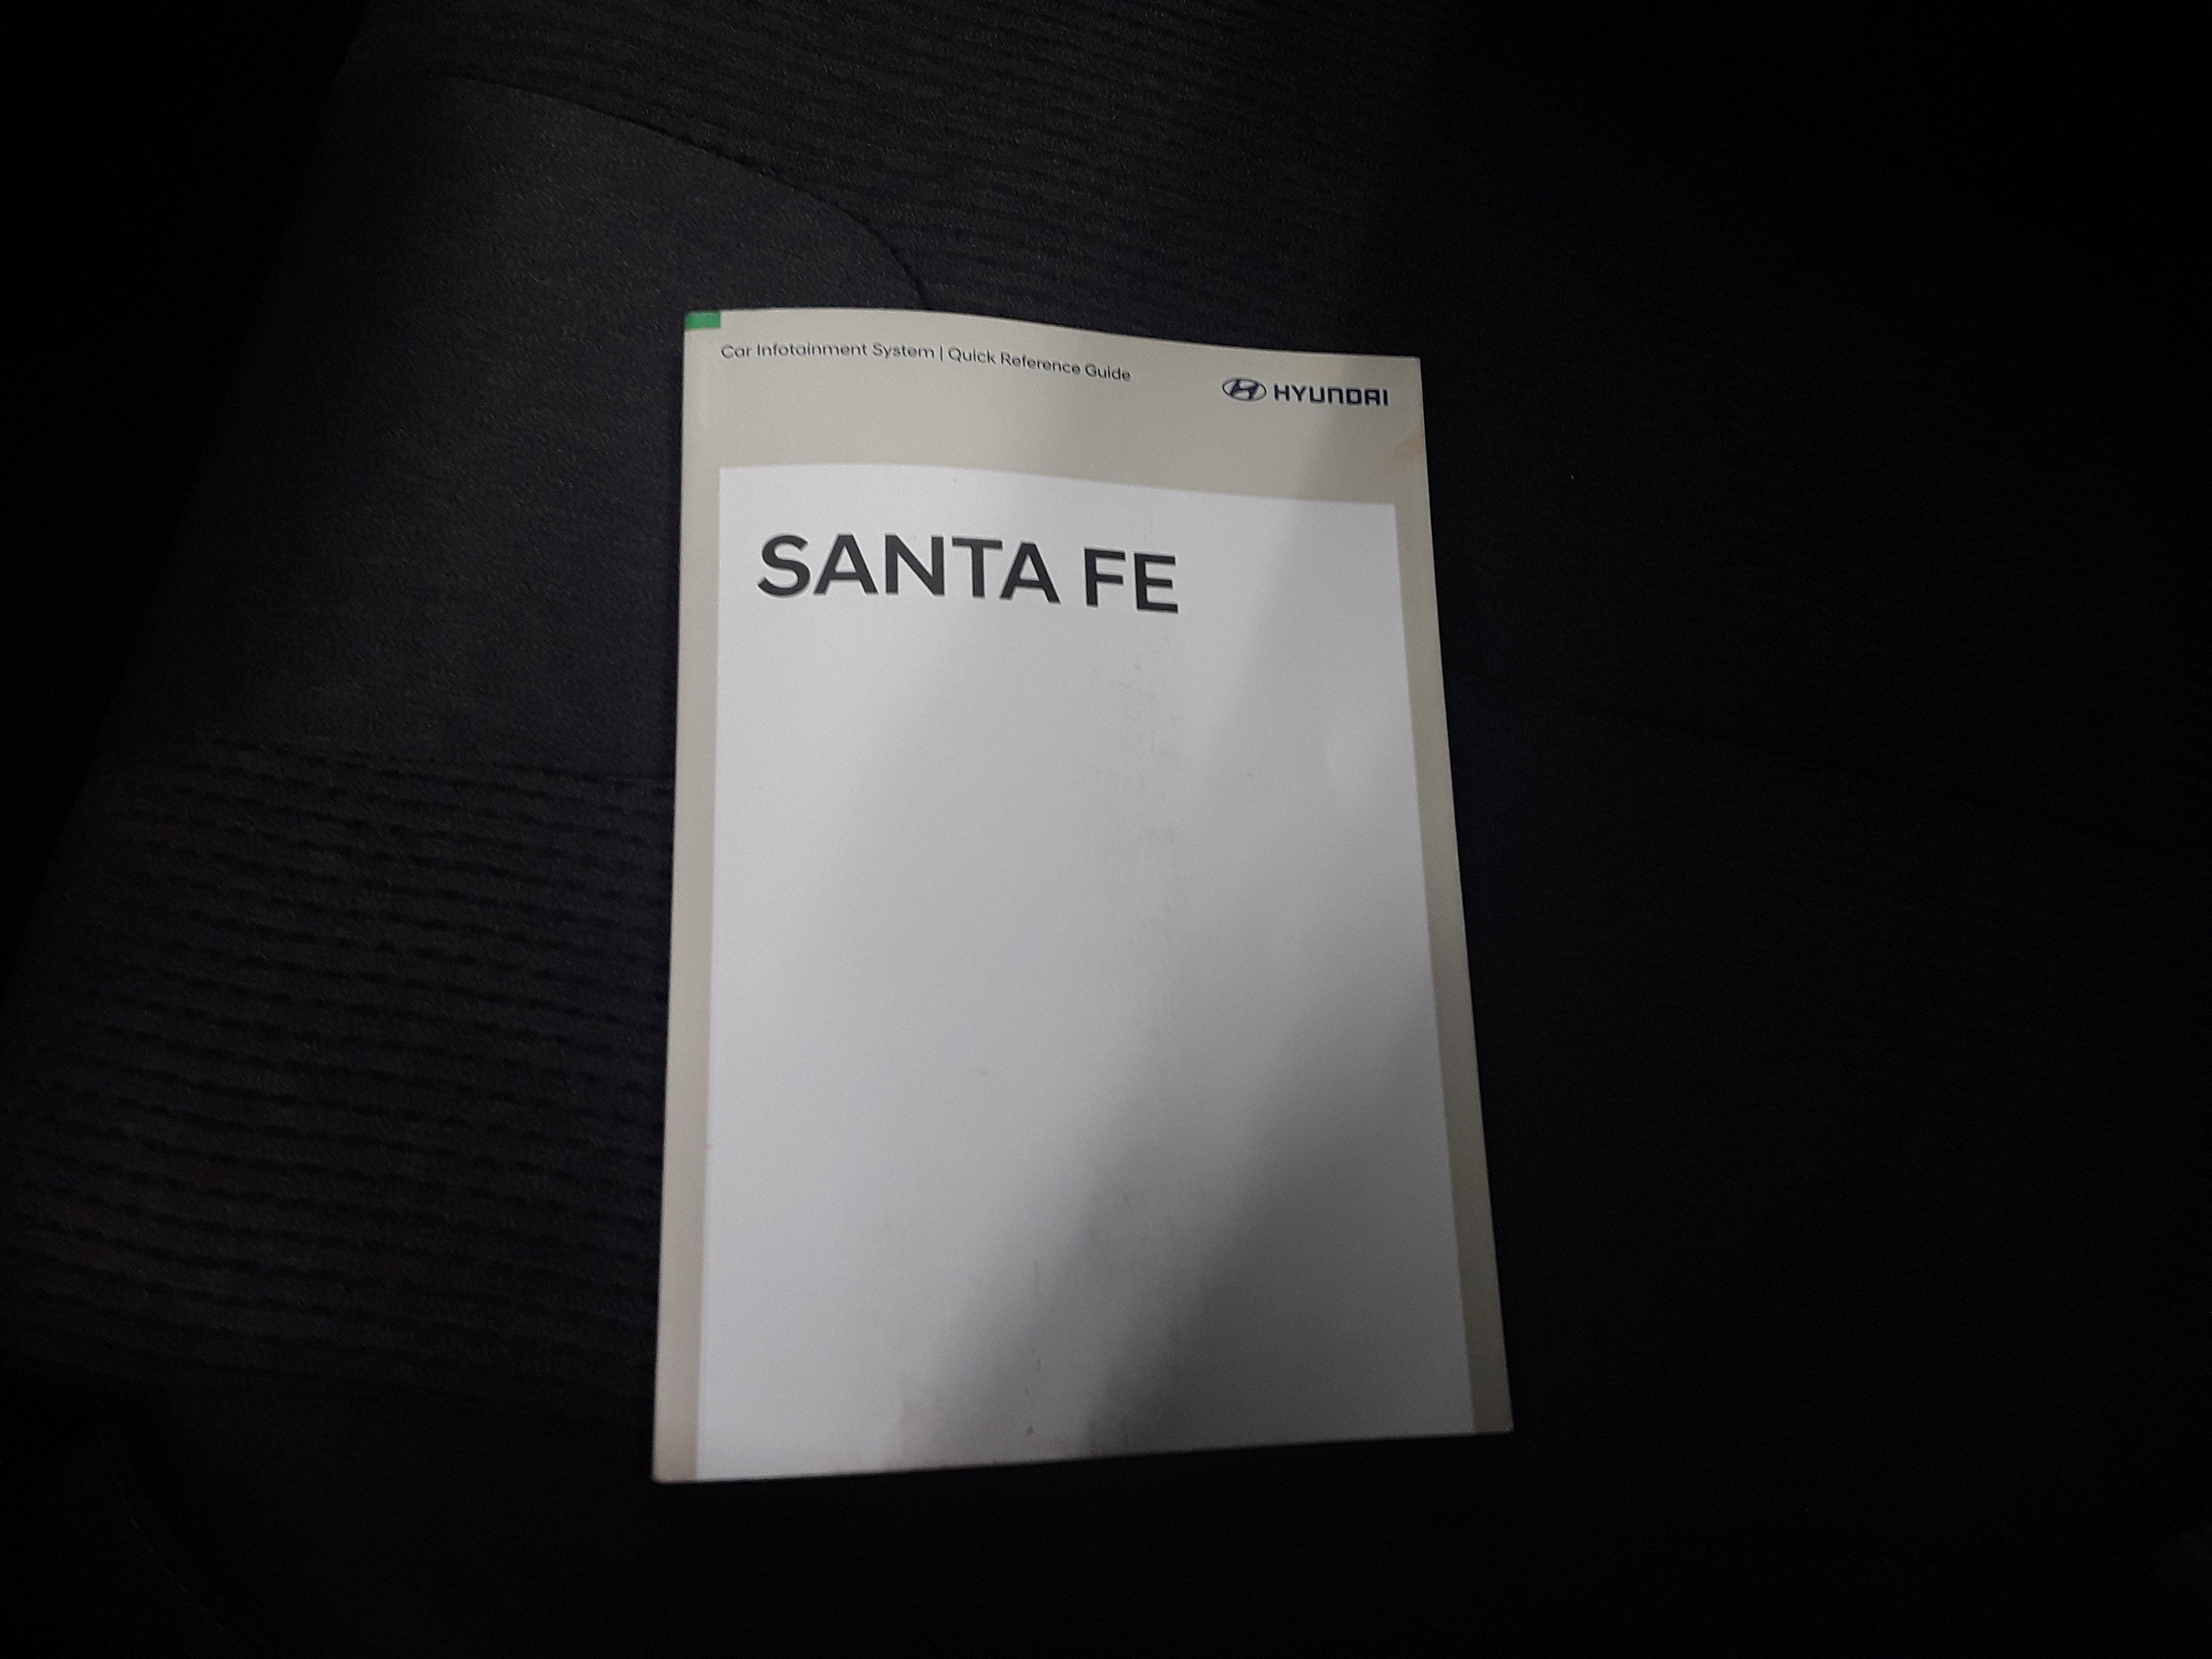 Car Infotainment System | Quick Reference Guide
HYUNDAI
SANTA FE